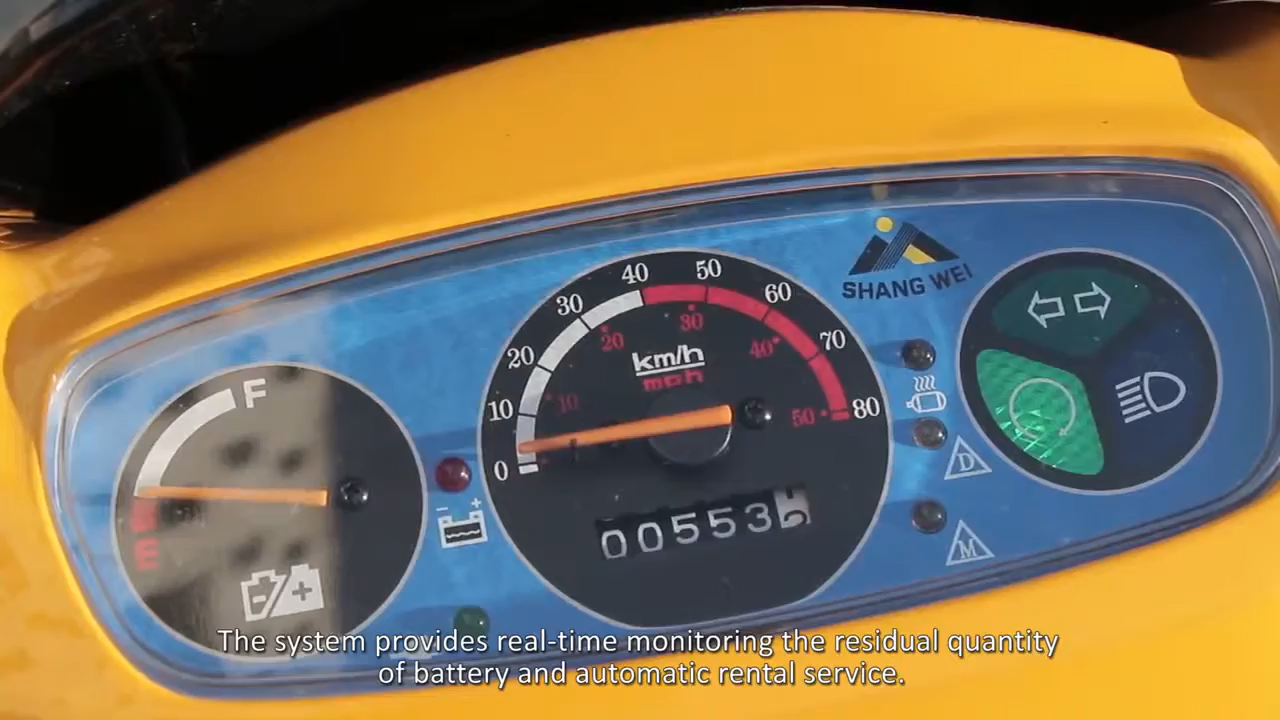 SHANG WEI
F
E
0
10
20
30
40
50
60
70
80
10
20
30
40
50
km/h
mph
00553
D
M
The system provides real-time monitoring the residual quantity
of battery and automatic rental service.